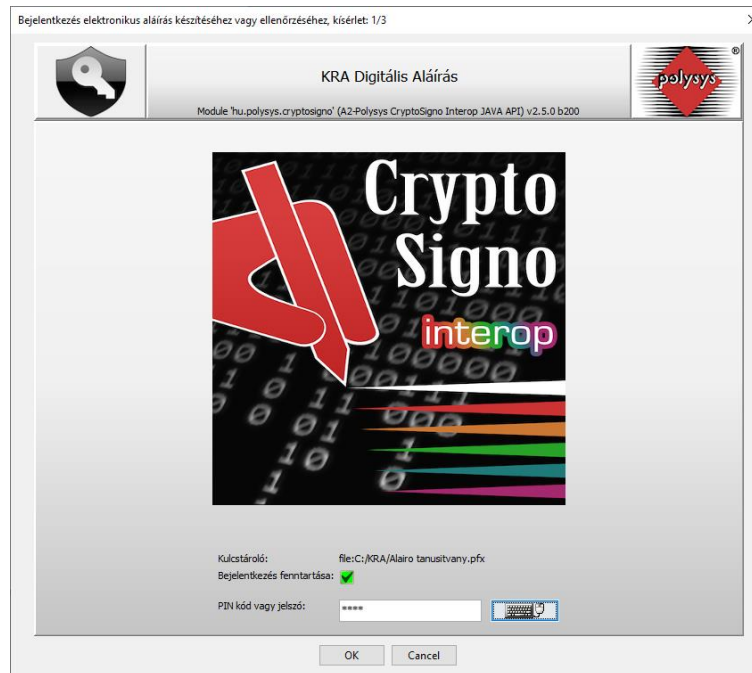 Bejelentkezés elektronikus aláírás készítéséhez vagy ellenőrzéséhez, kísérlet: 1/3
KRA Digitális Aláírás
Module 'hu.polysys.cryptosigno' (A2-Polysys CryptoSigno Interop JAVA API) v2.5.0 b200
polysys
®
Crypto
Signo
interop
Kulcstároló: file:C:/KRA/Alairo tanusitvany.pfx
Bejelentkezés fenntartása:
PIN kód vagy jelszó: ****
OK Cancel